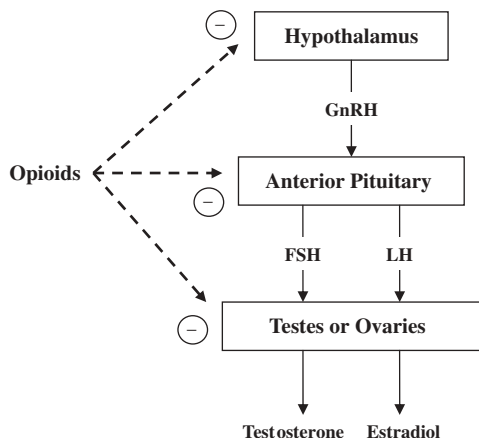 −
Hypothalamus
GnRH
Opioids
Anterior Pituitary
−
FSH LH
−
Testes or Ovaries
Testosterone Estradiol